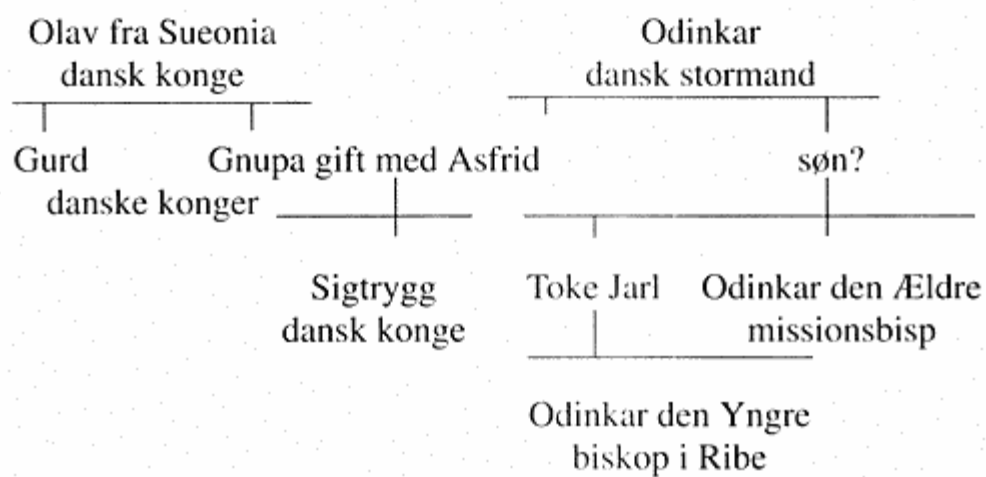 Olav fra Sueonia
dansk konge
Odinkar
dansk stormand
Gurd
Gnupa gift med Asfrid
danske konger
søn?
Sigtrygg
dansk konge
Toke Jarl
Odinkar den Ældre
missionsbisp
Odinkar den Yngre
biskop i Ribe